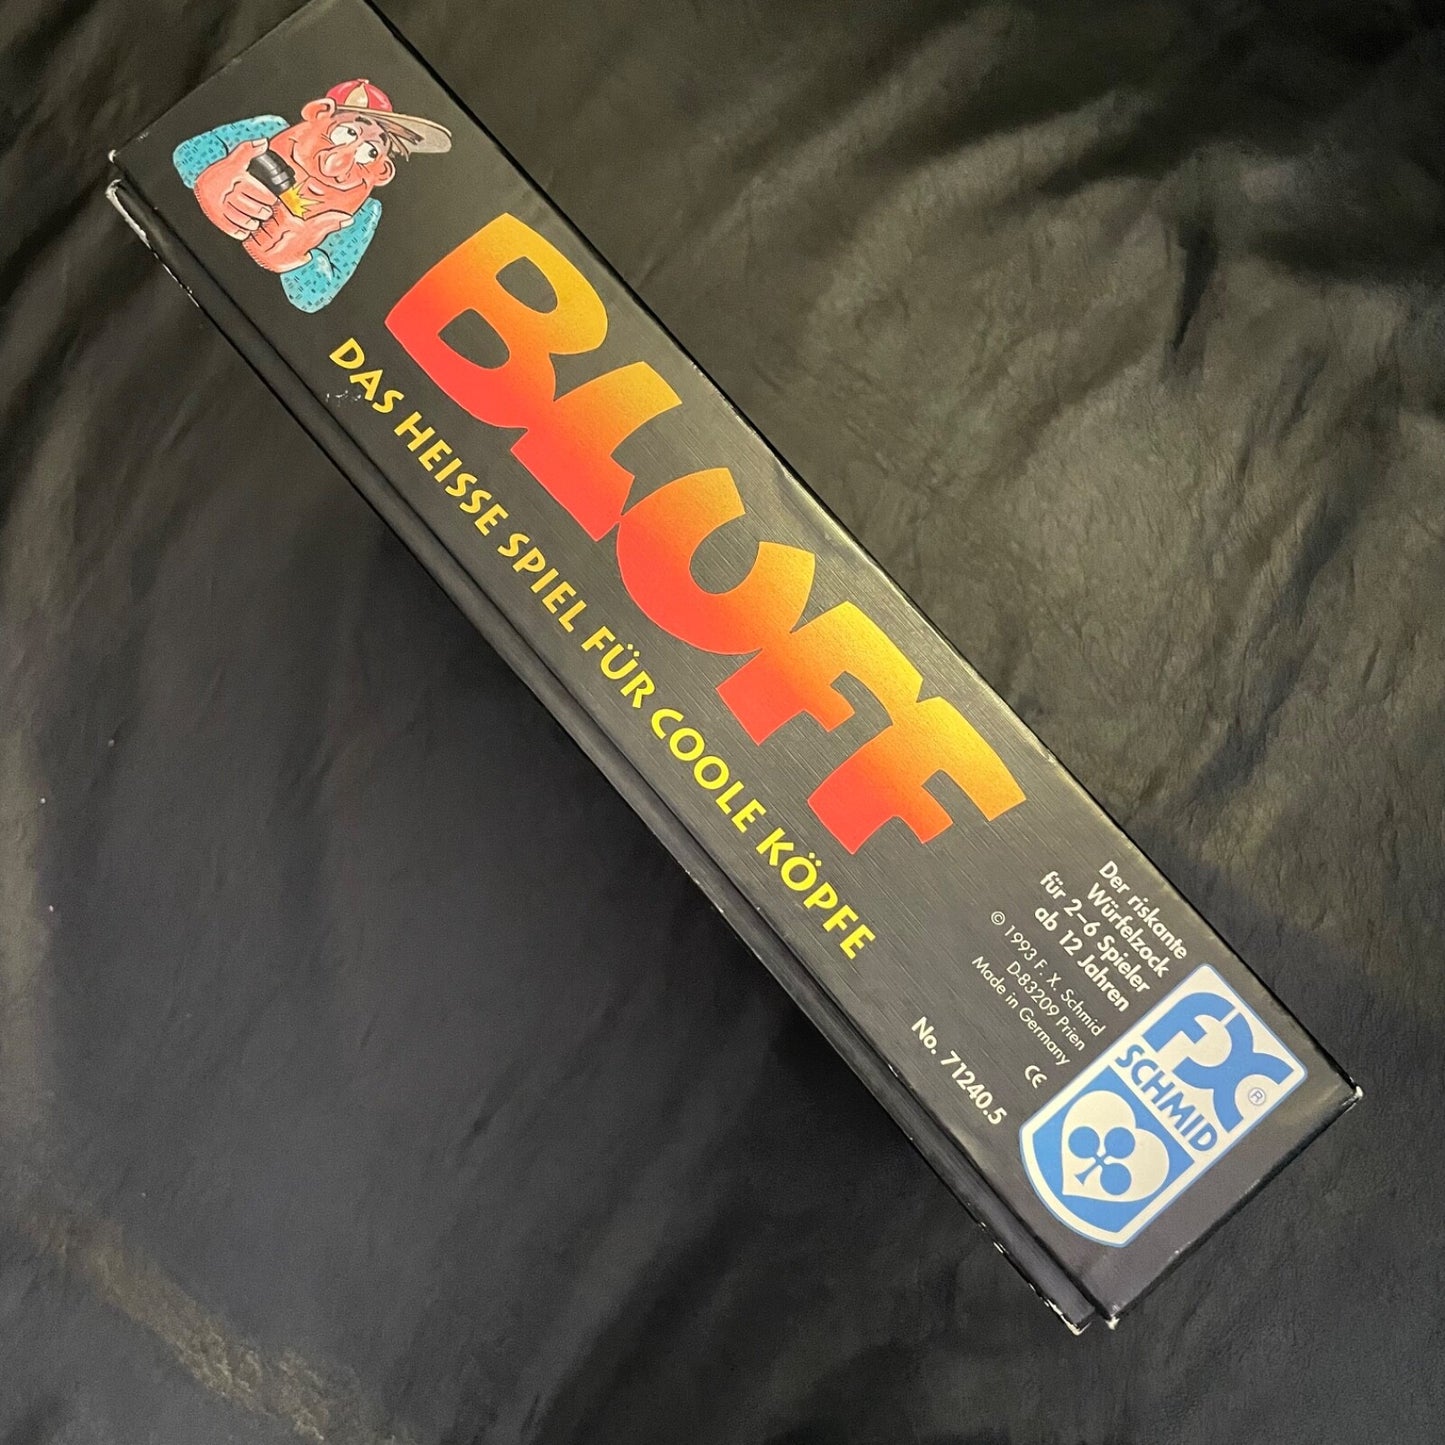 BLUFF
DAS HEISSE SPIEL FÜR COOLE KÖPFE
Der riskante
Würfelzock
für 2–6 Spieler
ab 12 Jahren
© 1993 F. X. Schmid
D-83209 Prien
Made in Germany
CE
No. 71240.5
FX
SCHMID
®